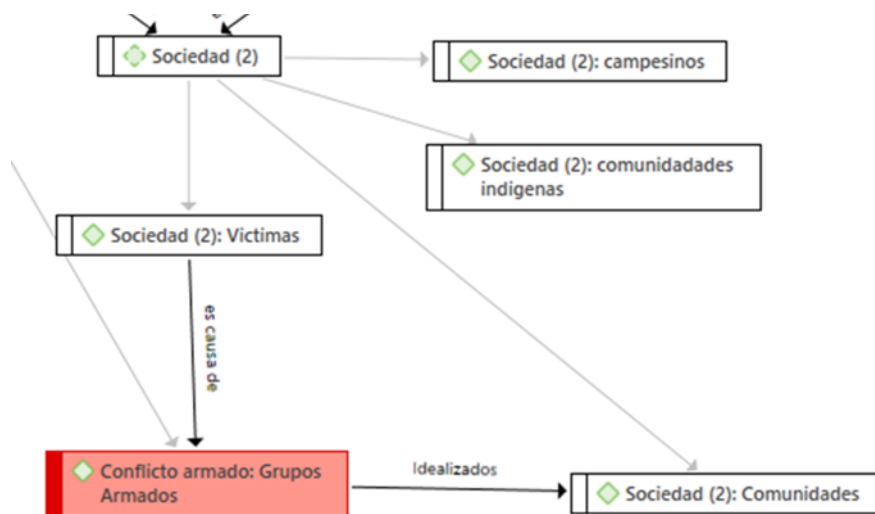 Sociedad (2)
Sociedad (2): campesinos
Sociedad (2): comunidadades
indigenas
Sociedad (2): Victimas
es causa de
Conflicto armado: Grupos
Armados
Idealizados
Sociedad (2): Comunidades